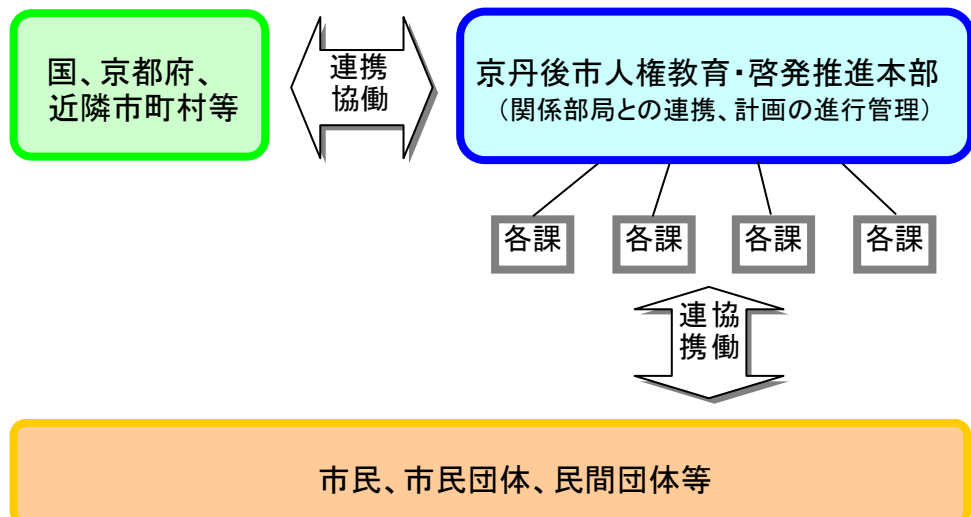 国、京都府、
近隣市町村等
連携
協働
京丹後市人権教育・啓発推進本部
（関係部局との連携、計画の進行管理）
各課
各課
各課
各課
連携
協働
市民、市民団体、民間団体等